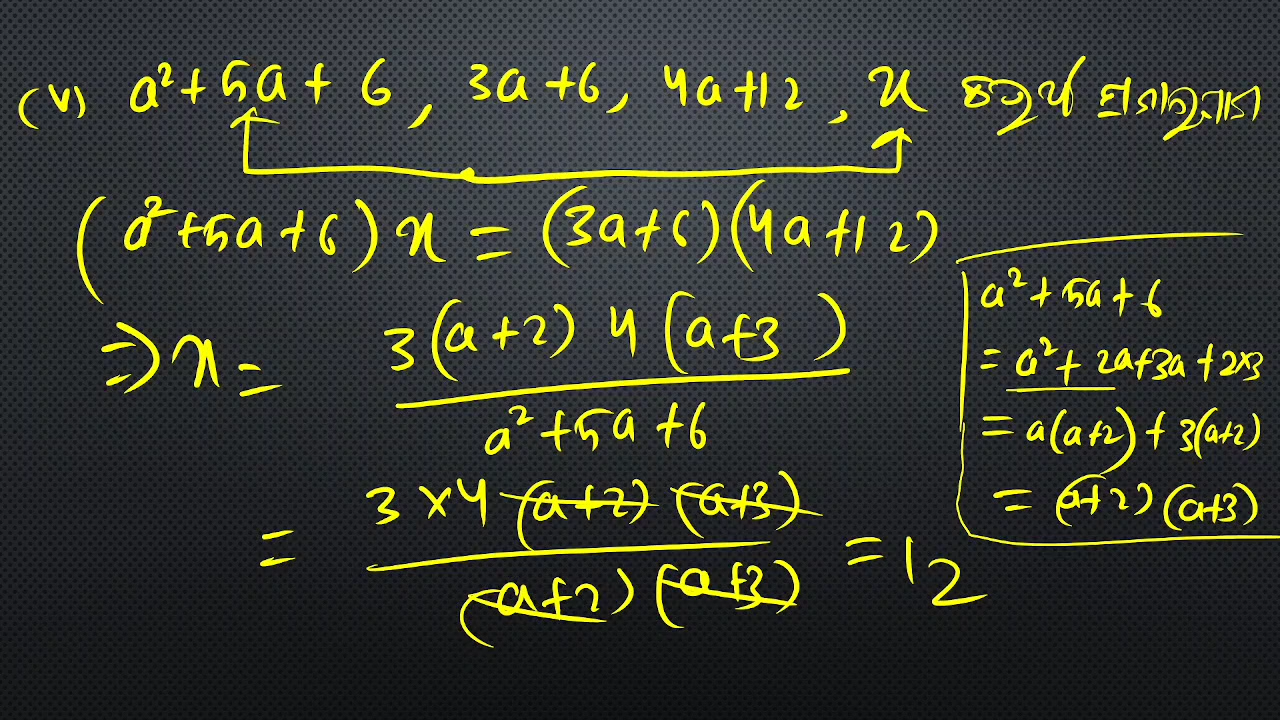 (v) a²+5a+6, 3a+6, 4a+12, x ଚତୁର୍ଥ ସମାନୁପାତୀ
(a²+5a+6)x = (3a+6)(4a+12)
⇒ x = 3(a+2) 4(a+3) / a²+5a+6
= 3×4(a+2)(a+3) / (a+2)(a+3) = 12
a²+5a+6
= a²+2a+3a+2×3
= a(a+2)+3(a+2)
= (a+2)(a+3)